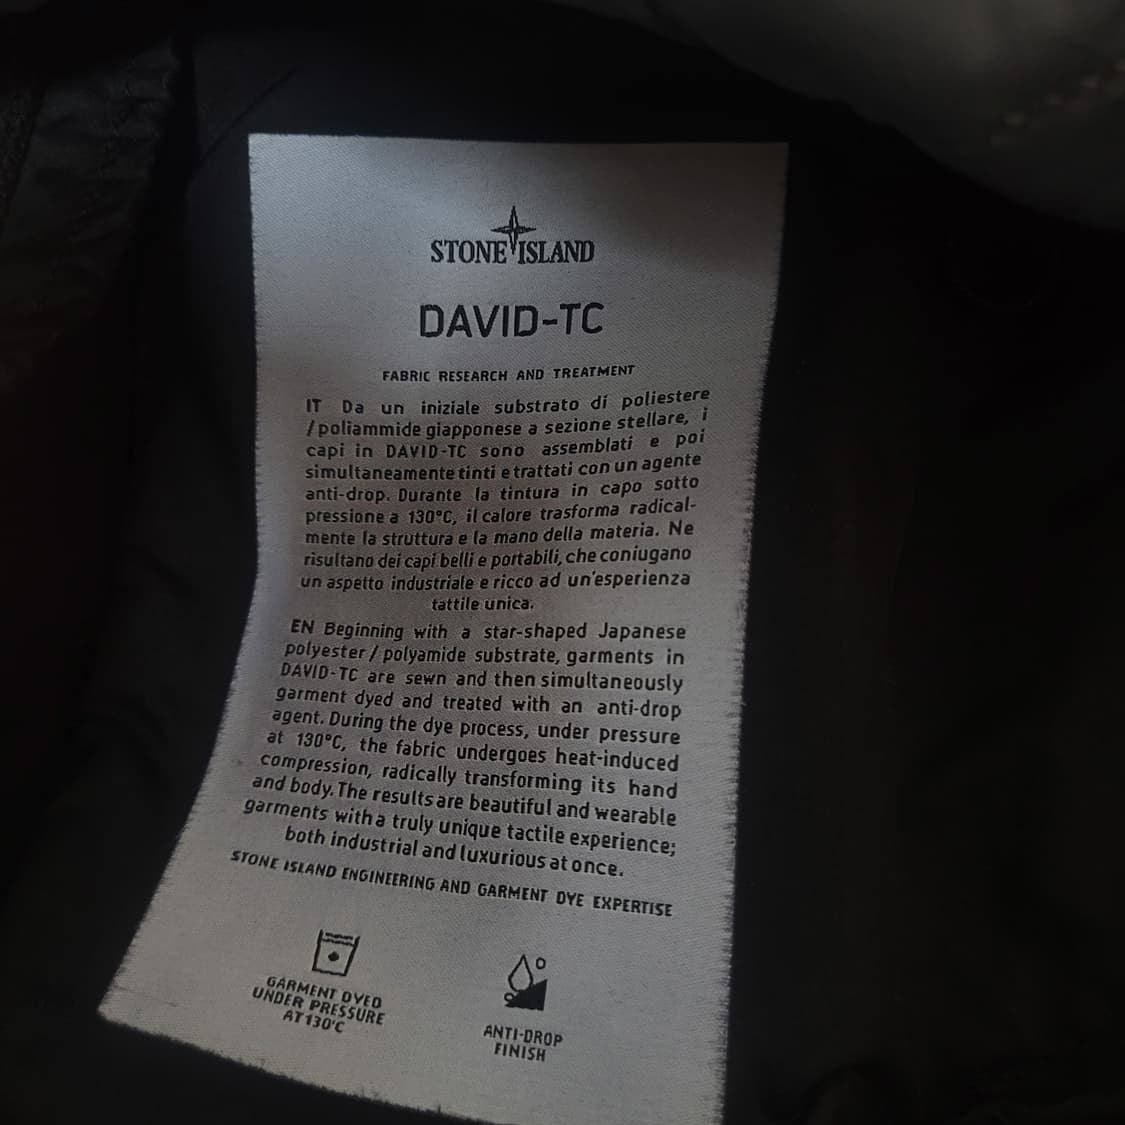 STONE ISLAND
DAVID-TC
FABRIC RESEARCH AND TREATMENT
IT Da un iniziale substrato di poliestere
/poliammide giapponese a sezione stellare, i
capi in DAVID-TC sono assemblati e poi
simultaneamente tinti e trattati con un agente
anti-drop. Durante la tintura in capo sotto
pressione a 130°C, il calore trasforma radical-
mente la struttura e la mano della materia. Ne
risultano dei capi belli e portabili, che coniugano
un aspetto industriale e ricco ad un'esperienza
tattile unica.
EN Beginning with a star-shaped Japanese
polyester/ polyamide substrate, garments in
DAVID-TC are sewn and then simultaneously
garment dyed and treated with an anti-drop
agent. During the dye process, under pressure
at 130°C, the fabric undergoes heat-induced
compression, radically transforming its hand
and body. The results are beautiful and wearable
garments with a truly unique tactile experience;
both industrial and luxurious at once.
STONE ISLAND ENGINEERING AND GARMENT DYE EXPERTISE
GARMENT DYED
UNDER PRESSURE
AT 130°C
ANTI-DROP
FINISH